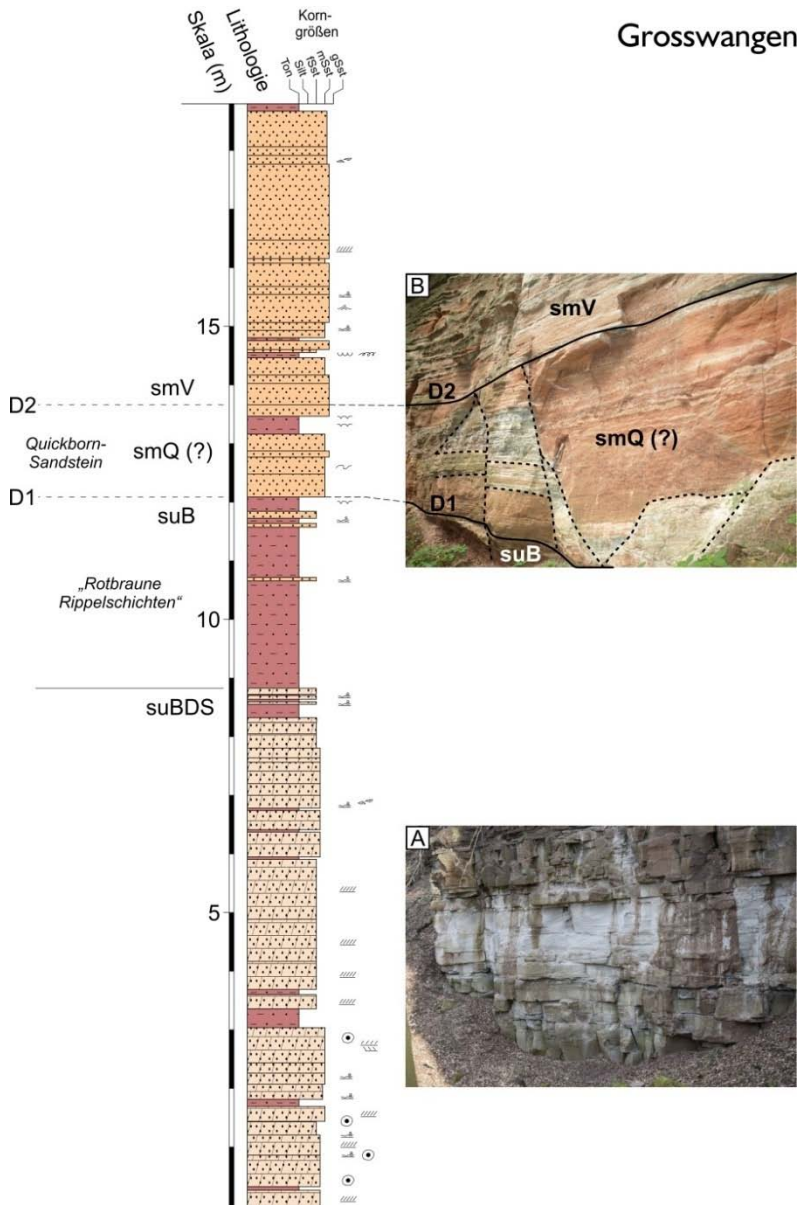 Grosswangen
Skala (m)
Lithologie
Korn-
größen
Ton
Silt
fSst
mSst
gSst
15
smV
D2
Quickborn-
Sandstein
smQ (?)
D1
suB
„Rotbraune
Rippelschichten“
10
suBDS
5
B
smV
D2
smQ (?)
D1
suB
A